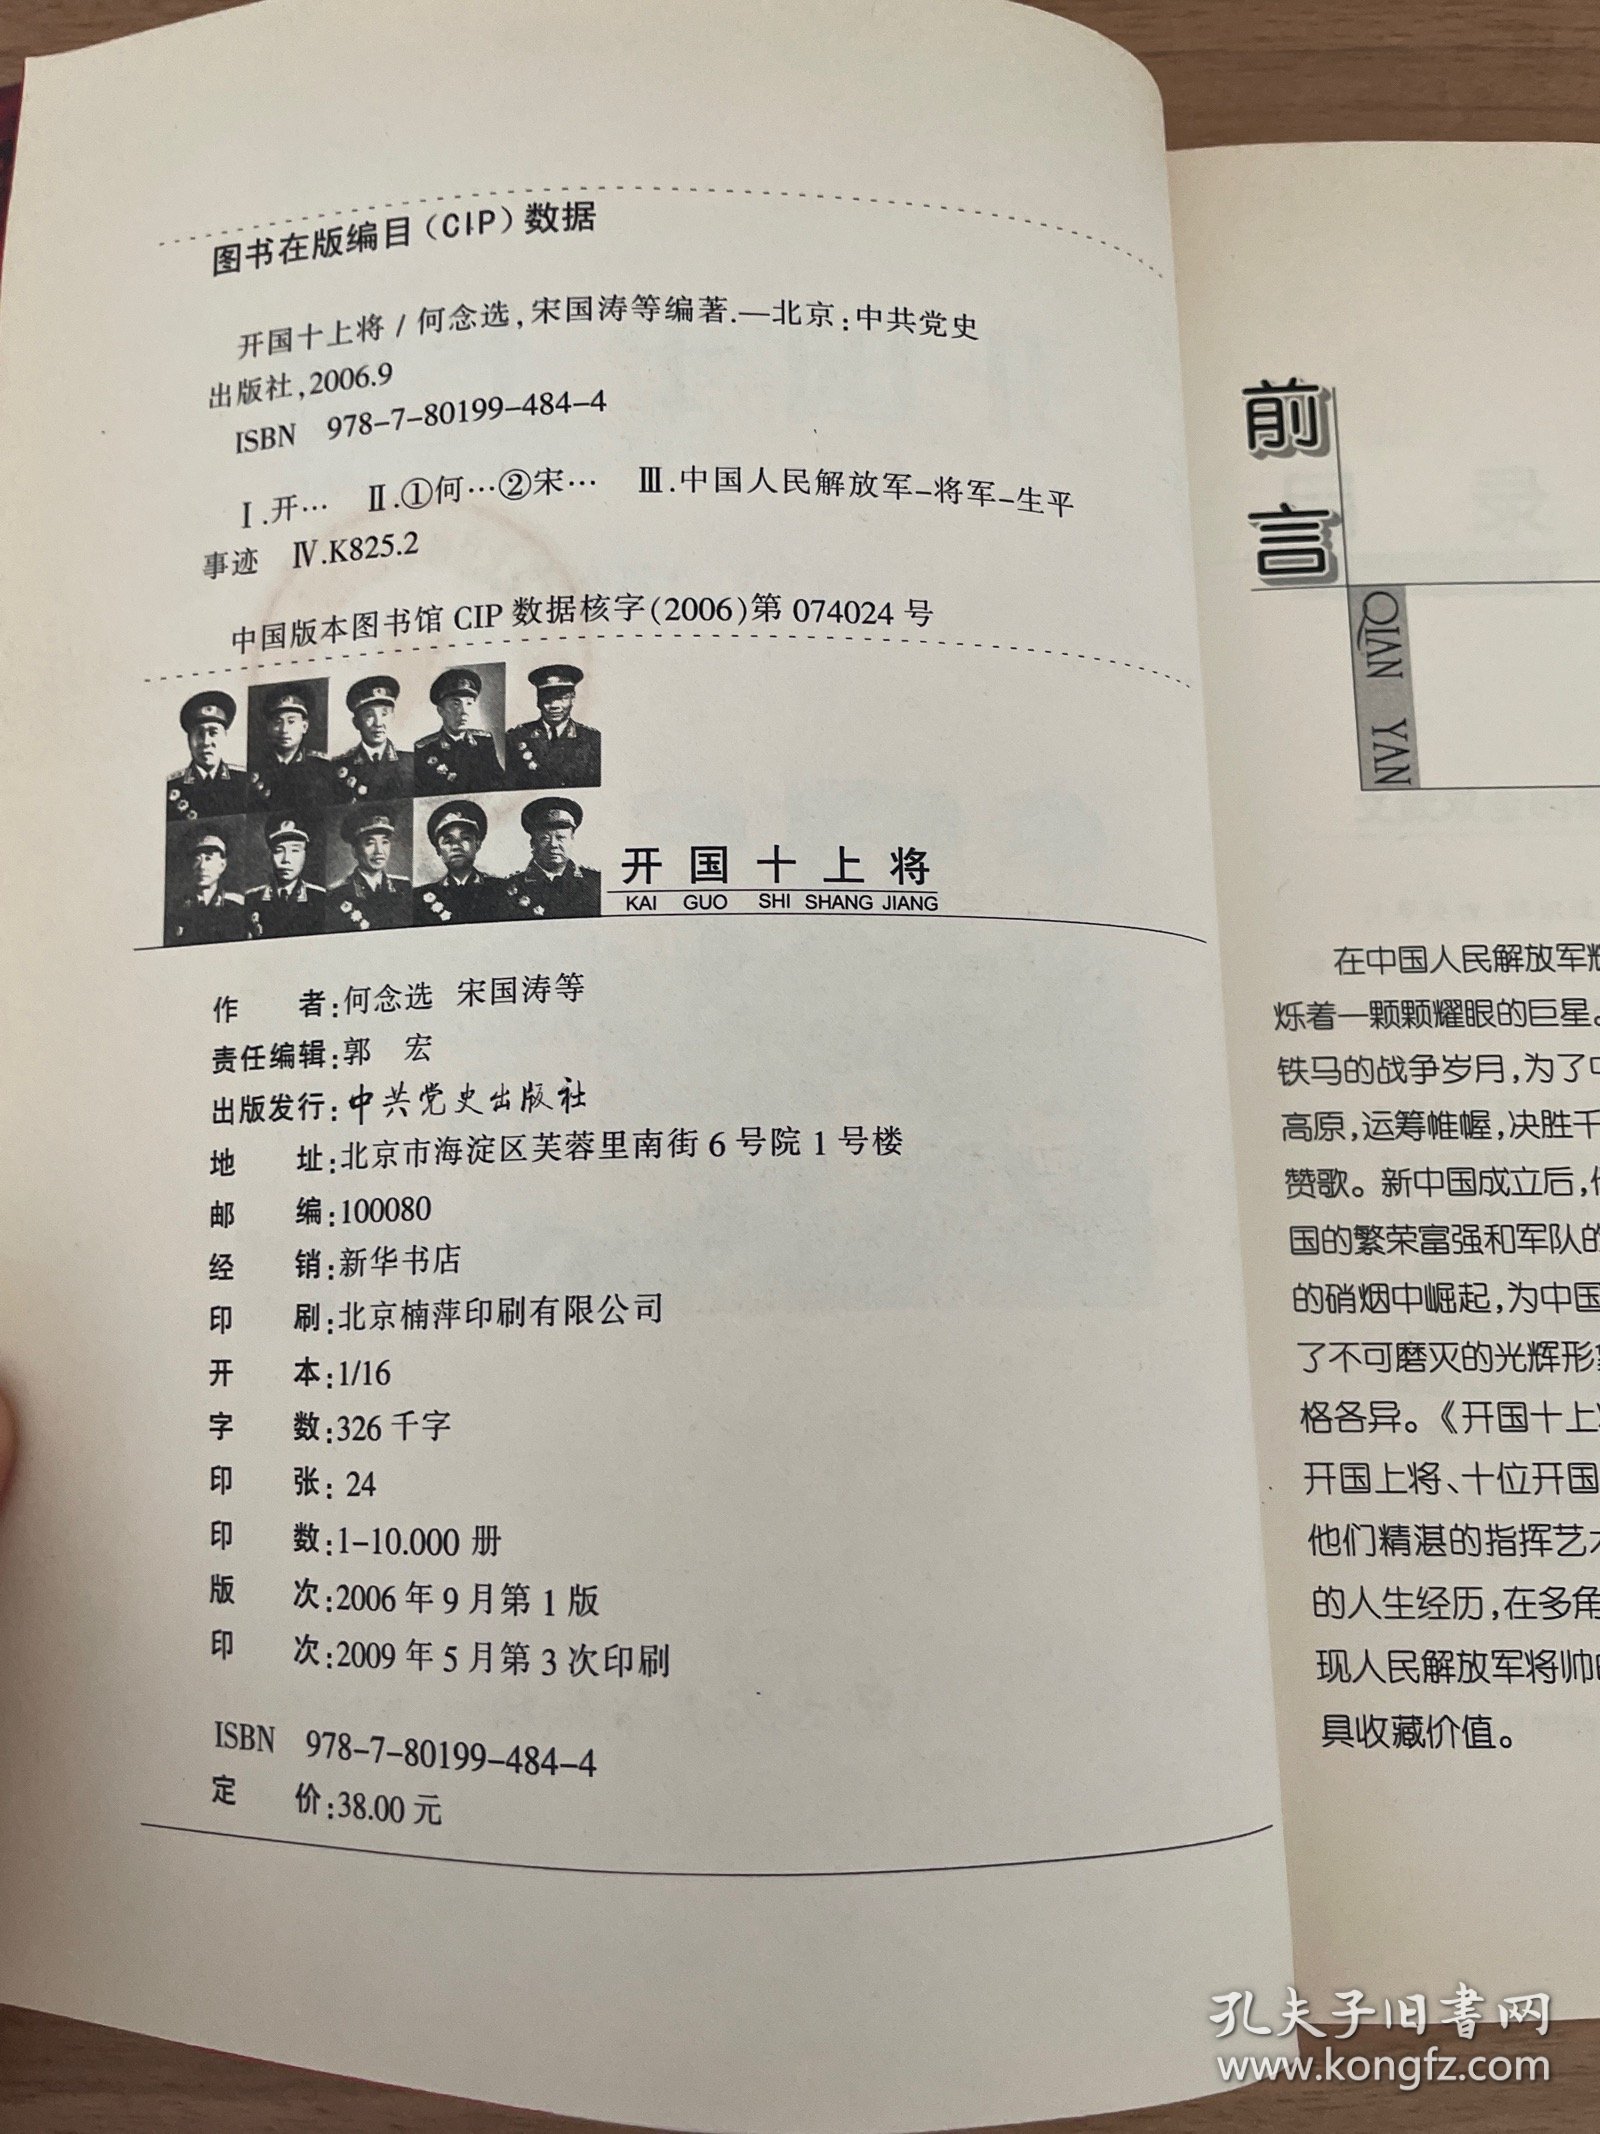 图书在版编目(CIP)数据
开国十上将/何念选,宋国涛等编著.—北京:中共党史
出版社,2006.9
ISBN 978-7-80199-484-4
Ⅰ.开… Ⅱ.①何…②宋… Ⅲ.中国人民解放军-将军-生平
事迹 Ⅳ.K825.2
中国版本图书馆CIP数据核字(2006)第074024号
开国十上将
KAI GUO SHI SHANG JIANG
作 者:何念选 宋国涛等
责任编辑:郭 宏
出版发行:中共党史出版社
地 址:北京市海淀区芙蓉里南街6号院1号楼
邮 编:100080
经 销:新华书店
印 刷:北京楠萍印刷有限公司
开 本:1/16
字 数:326千字
印 张:24
印 数:1-10.000册
版 次:2006年9月第1版
印 次:2009年5月第3次印刷
ISBN 978-7-80199-484-4
定 价:38.00元
前言
QIAN YAN
在中国人民解放军
烁着一颗颗耀眼的巨星。
铁马的战争岁月,为了中
高原,运筹帷幄,决胜千
赞歌。新中国成立后,
国的繁荣富强和军队的
的硝烟中崛起,为中国
了不可磨灭的光辉形象
格各异。《开国十上将
开国上将、十位开国
他们精湛的指挥艺术
的人生经历,在多角
现人民解放军将帅的
具收藏价值。
孔夫子旧书网
www.kongfz.com